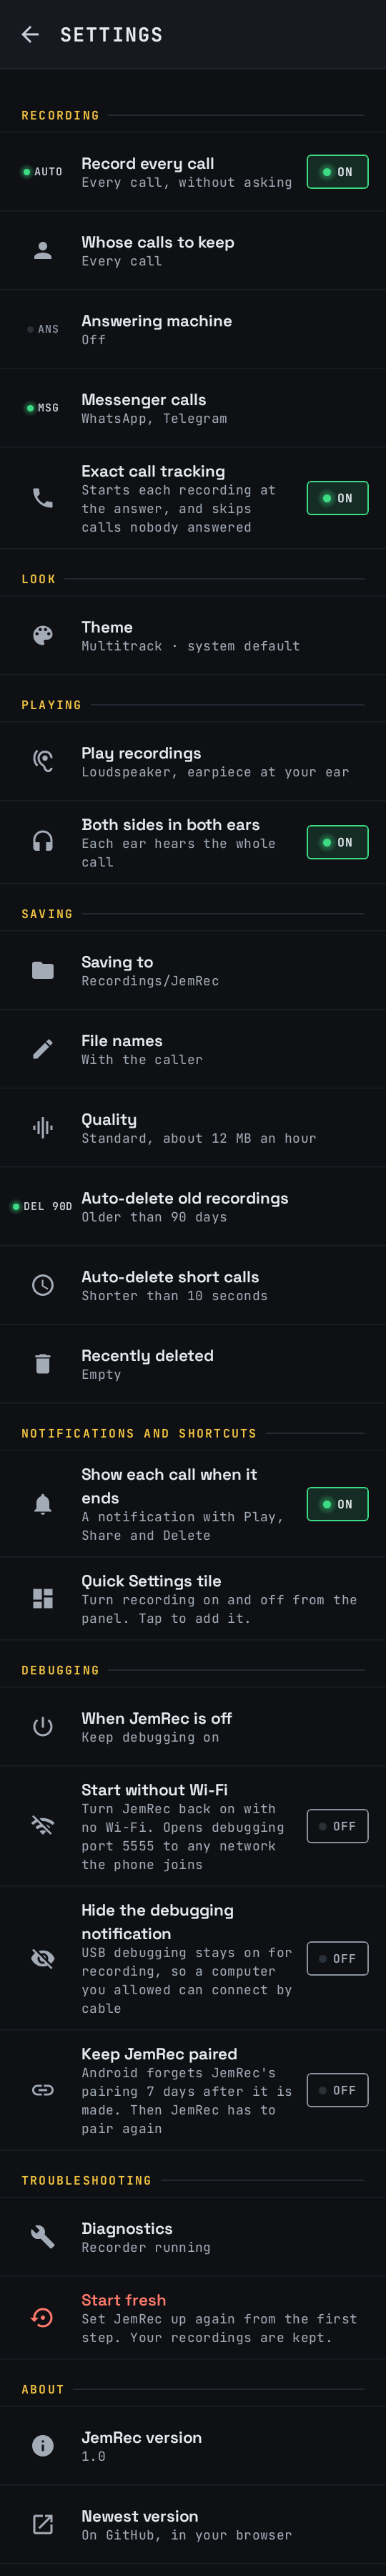 SETTINGS
RECORDING
AUTO
Record every call
Every call, without asking
ON
Whose calls to keep
Every call
ANS
Answering machine
Off
MSG
Messenger calls
WhatsApp, Telegram
Exact call tracking
Starts each recording at
the answer, and skips
calls nobody answered
ON
LOOK
Theme
Multitrack · system default
PLAYING
Play recordings
Loudspeaker, earpiece at your ear
Both sides in both ears
Each ear hears the whole
call
ON
SAVING
Saving to
Recordings/JemRec
File names
With the caller
Quality
Standard, about 12 MB an hour
DEL 90D
Auto-delete old recordings
Older than 90 days
Auto-delete short calls
Shorter than 10 seconds
Recently deleted
Empty
NOTIFICATIONS AND SHORTCUTS
Show each call when it
ends
A notification with Play,
Share and Delete
ON
Quick Settings tile
Turn recording on and off from the
panel. Tap to add it.
DEBUGGING
When JemRec is off
Keep debugging on
Start without Wi-Fi
Turn JemRec back on with
no Wi-Fi. Opens debugging
port 5555 to any network
the phone joins
OFF
Hide the debugging
notification
USB debugging stays on for
recording, so a computer
you allowed can connect by
cable
OFF
Keep JemRec paired
Android forgets JemRec's
pairing 7 days after it is
made. Then JemRec has to
pair again
OFF
TROUBLESHOOTING
Diagnostics
Recorder running
Start fresh
Set JemRec up again from the first
step. Your recordings are kept.
ABOUT
JemRec version
1.0
Newest version
On GitHub, in your browser